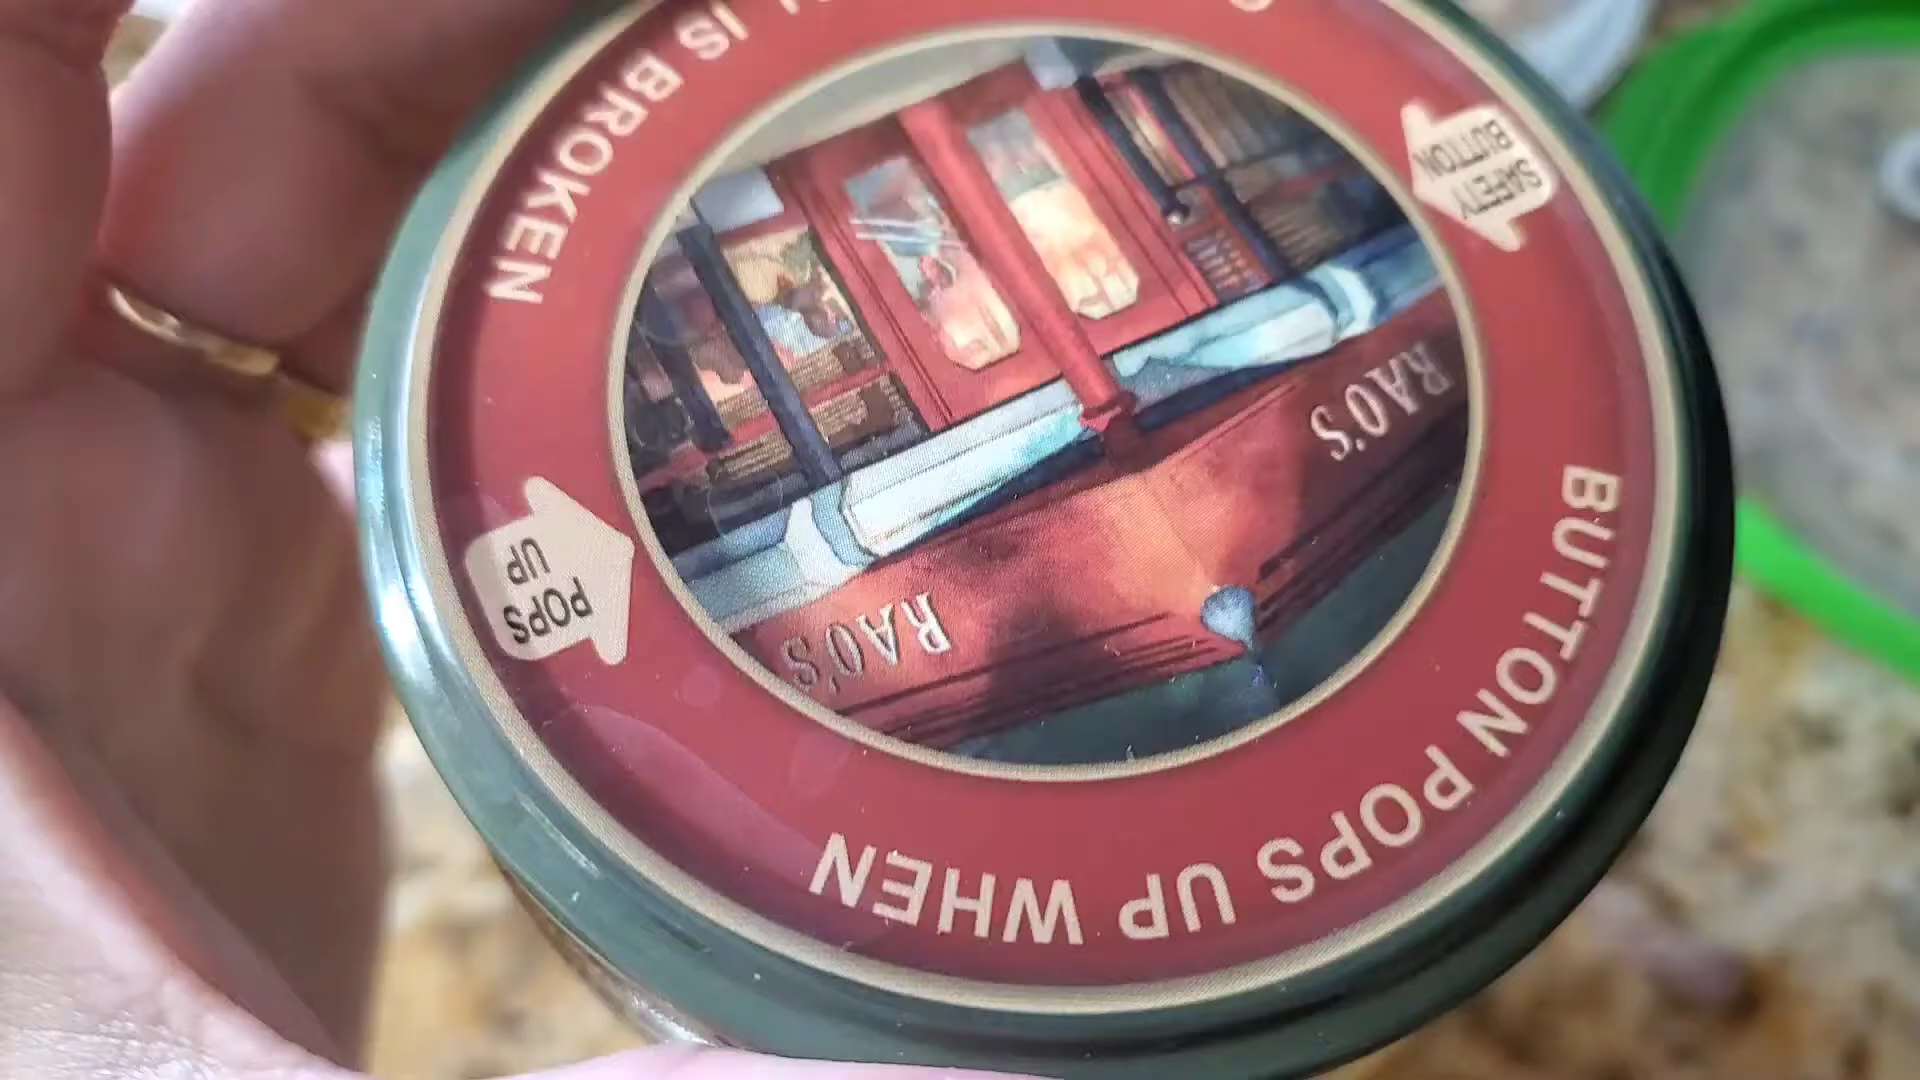 BUTTON POPS UP WHEN
IS BROKEN
SAFETY
BUTTON
POPS
UP
RAO'S
RAO'S